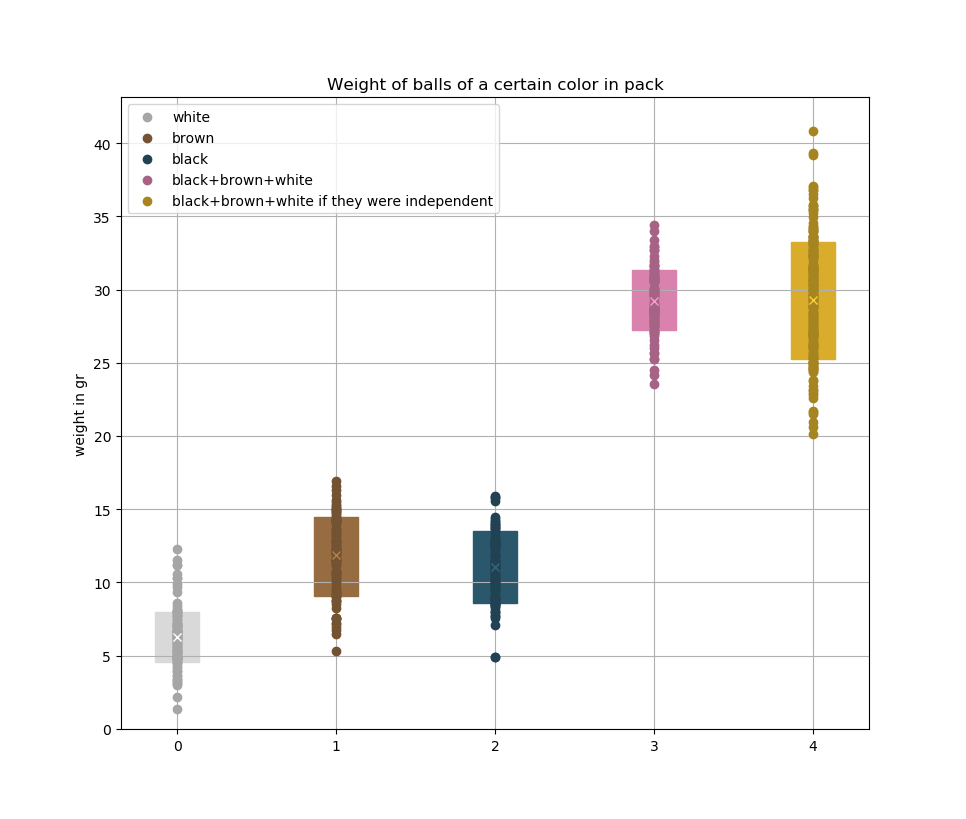 Weight of balls of a certain color in pack
white
brown
black
black+brown+white
black+brown+white if they were independent
weight in gr
40
35
30
25
20
15
10
5
0
0 1 2 3 4